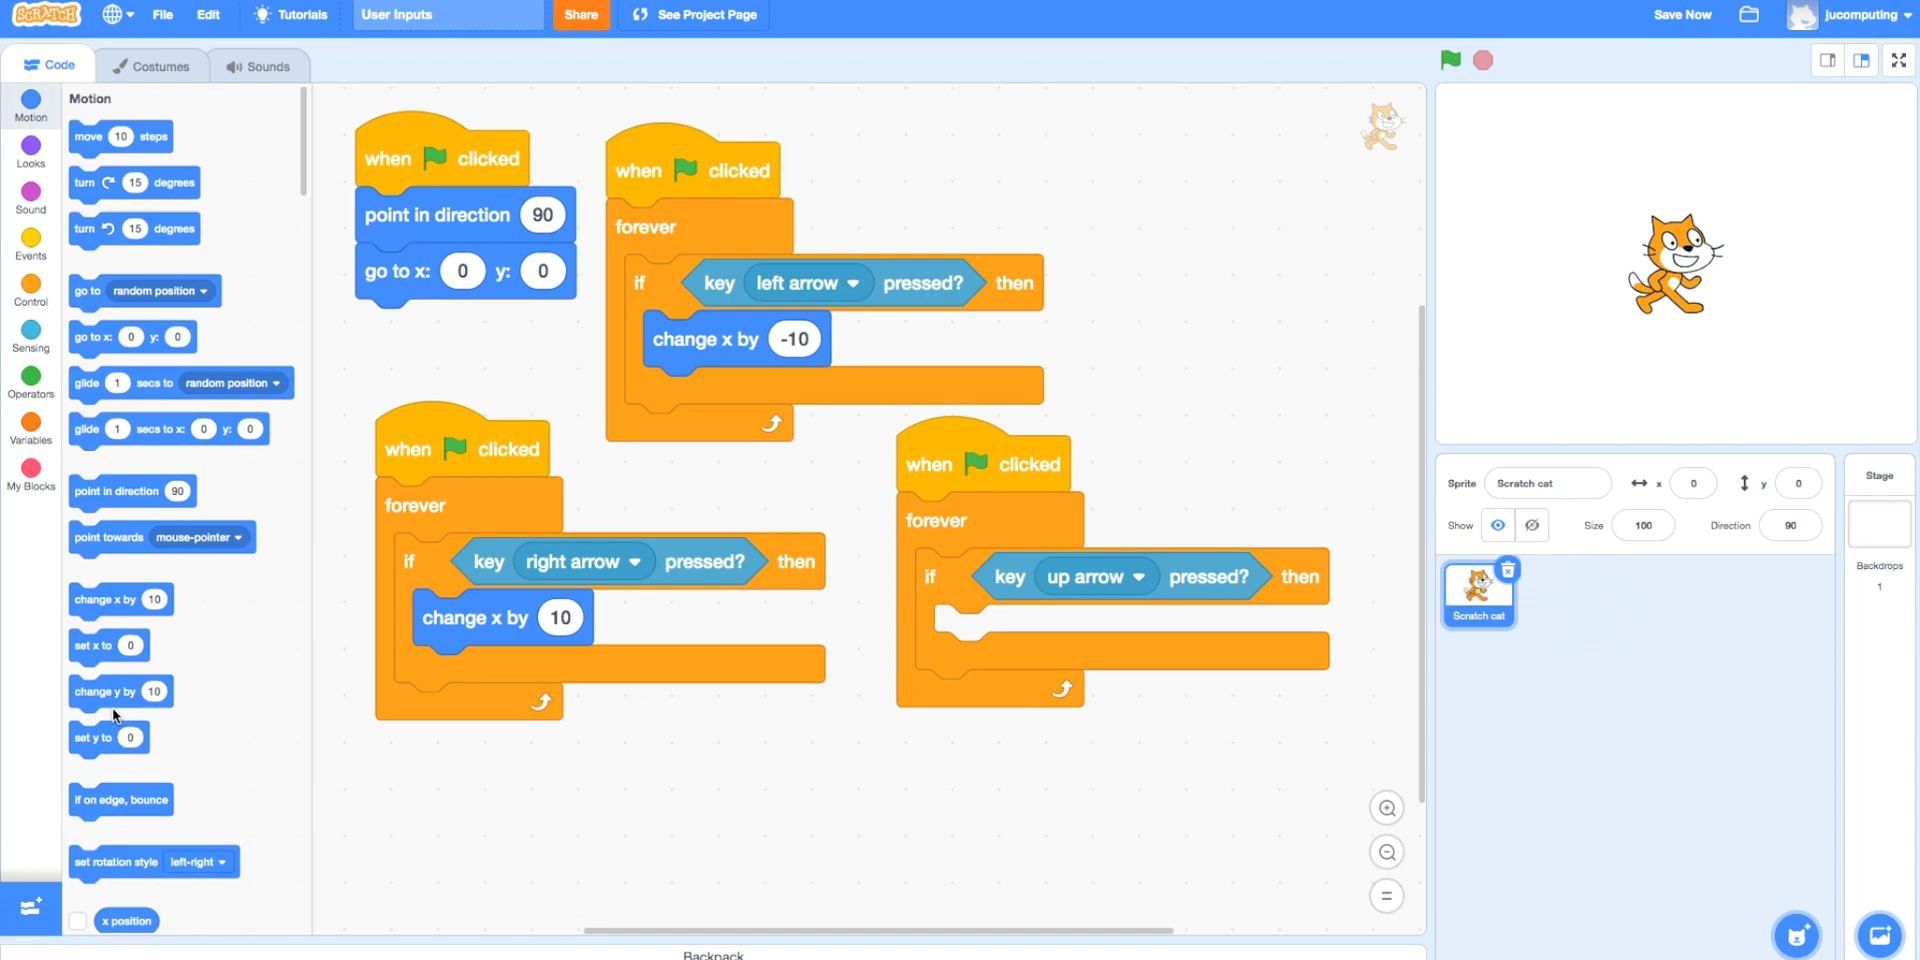 SCRATCH File Edit Tutorials User Inputs Share See Project Page Save Now jucomputing
Code Costumes Sounds
Motion
Looks
Sound
Events
Control
Sensing
Operators
Variables
My Blocks
Motion
move 10 steps
turn 15 degrees
turn 15 degrees
go to random position
go to x: 0 y: 0
glide 1 secs to random position
glide 1 secs to x: 0 y: 0
point in direction 90
point towards mouse-pointer
change x by 10
set x to 0
change y by 10
set y to 0
if on edge, bounce
set rotation style left-right
x position
when clicked
point in direction 90
go to x: 0 y: 0
when clicked
forever
if key left arrow pressed? then
change x by -10
when clicked
forever
if key right arrow pressed? then
change x by 10
when clicked
forever
if key up arrow pressed? then
Backpack
Sprite Scratch cat x 0 y 0
Show Size 100 Direction 90
Scratch cat
Stage
Backdrops
1